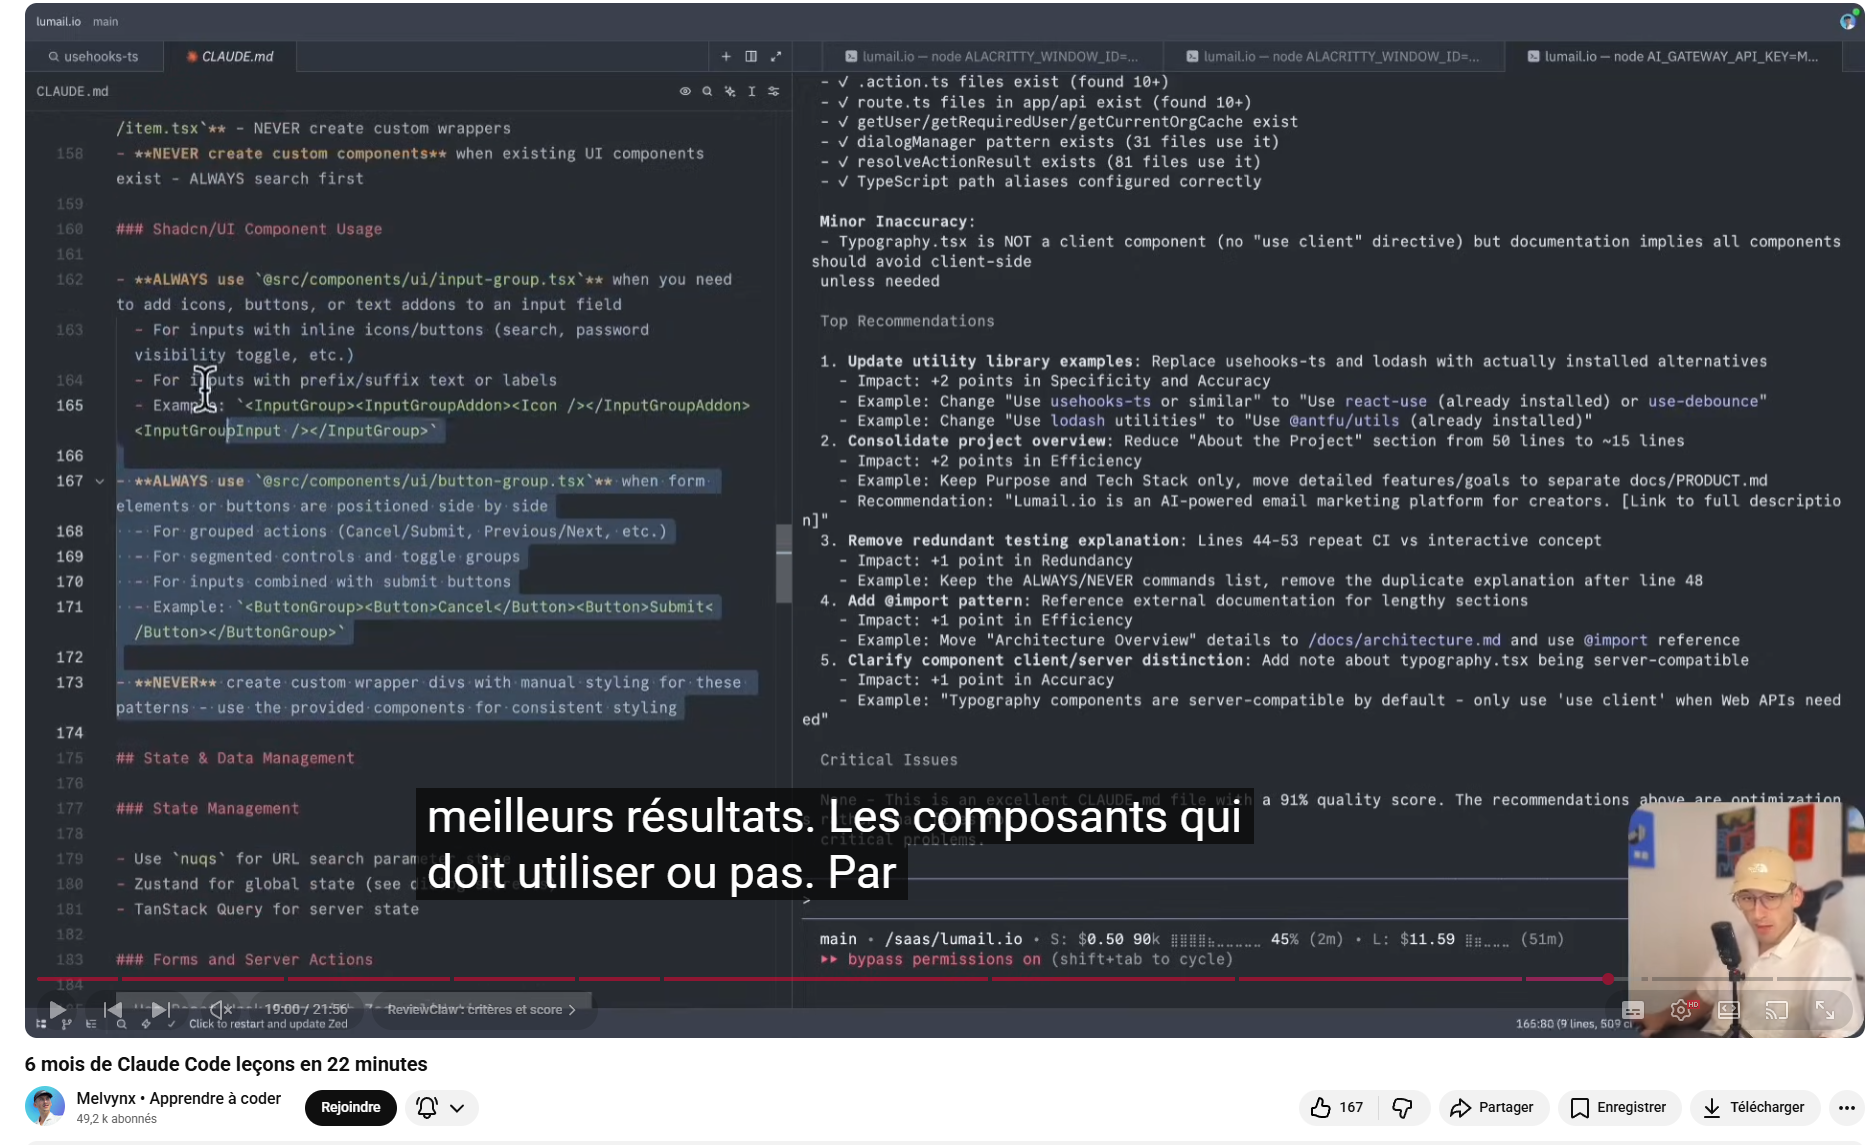 lumail.io main
usehooks-ts
CLAUDE.md
CLAUDE.md
/item.tsx`** - NEVER create custom wrappers
158 - **NEVER create custom components** when existing UI components
exist - ALWAYS search first
159
160 ### Shadcn/UI Component Usage
161
162 - **ALWAYS use `@src/components/ui/input-group.tsx`** when you need
to add icons, buttons, or text addons to an input field
163 - For inputs with inline icons/buttons (search, password
visibility toggle, etc.)
164 - For inputs with prefix/suffix text or labels
165 - Example: `<InputGroup><InputGroupAddon><Icon /></InputGroupAddon>
<InputGroupInput /></InputGroup>`
166
167 - **ALWAYS use `@src/components/ui/button-group.tsx`** when form
elements or buttons are positioned side by side
168 - For grouped actions (Cancel/Submit, Previous/Next, etc.)
169 - For segmented controls and toggle groups
170 - For inputs combined with submit buttons
171 - Example: `<ButtonGroup><Button>Cancel</Button><Button>Submit<
/Button></ButtonGroup>`
172
173 - **NEVER** create custom wrapper divs with manual styling for these
patterns - use the provided components for consistent styling
174
175 ## State & Data Management
176
177 ### State Management
178
179 - Use `nuqs` for URL search parameter state
180 - Zustand for global state (see d
181 - TanStack Query for server state
182
183 ### Forms and Server Actions
184
lumail.io — node ALACRITTY_WINDOW_ID=...
lumail.io — node ALACRITTY_WINDOW_ID=...
lumail.io — node AI_GATEWAY_API_KEY=M...
- ✓ .action.ts files exist (found 10+)
- ✓ route.ts files in app/api exist (found 10+)
- ✓ getUser/getRequiredUser/getCurrentOrgCache exist
- ✓ dialogManager pattern exists (31 files use it)
- ✓ resolveActionResult exists (81 files use it)
- ✓ TypeScript path aliases configured correctly
Minor Inaccuracy:
- Typography.tsx is NOT a client component (no "use client" directive) but documentation implies all components
should avoid client-side
unless needed
Top Recommendations
1. Update utility library examples: Replace usehooks-ts and lodash with actually installed alternatives
- Impact: +2 points in Specificity and Accuracy
- Example: Change "Use usehooks-ts or similar" to "Use react-use (already installed) or use-debounce"
- Example: Change "Use lodash utilities" to "Use @antfu/utils (already installed)"
2. Consolidate project overview: Reduce "About the Project" section from 50 lines to ~15 lines
- Impact: +2 points in Efficiency
- Example: Keep Purpose and Tech Stack only, move detailed features/goals to separate docs/PRODUCT.md
- Recommendation: "Lumail.io is an AI-powered email marketing platform for creators. [Link to full descriptio
n]"
3. Remove redundant testing explanation: Lines 44-53 repeat CI vs interactive concept
- Impact: +1 point in Redundancy
- Example: Keep the ALWAYS/NEVER commands list, remove the duplicate explanation after line 48
4. Add @import pattern: Reference external documentation for lengthy sections
- Impact: +1 point in Efficiency
- Example: Move "Architecture Overview" details to /docs/architecture.md and use @import reference
5. Clarify component client/server distinction: Add note about typography.tsx being server-compatible
- Impact: +1 point in Accuracy
- Example: "Typography components are server-compatible by default - only use 'use client' when Web APIs need
ed"
Critical Issues
None - This is an excellent CLAUDE.md file with a 91% quality score. The recommendations above are optimization
critical problems.
>
main • /saas/lumail.io • S: $0.50 90k 45% (2m) • L: $11.59 (51m)
▸▸ bypass permissions on (shift+tab to cycle)
meilleurs résultats. Les composants qui
doit utiliser ou pas. Par
19:00 / 21:56
ReviewClaw': critères et score >
HD
Click to restart and update Zed
165:80 (9 lines, 509 c
6 mois de Claude Code leçons en 22 minutes
Melvynx • Apprendre à coder
49,2 k abonnés
Rejoindre
167
Partager
Enregistrer
Télécharger